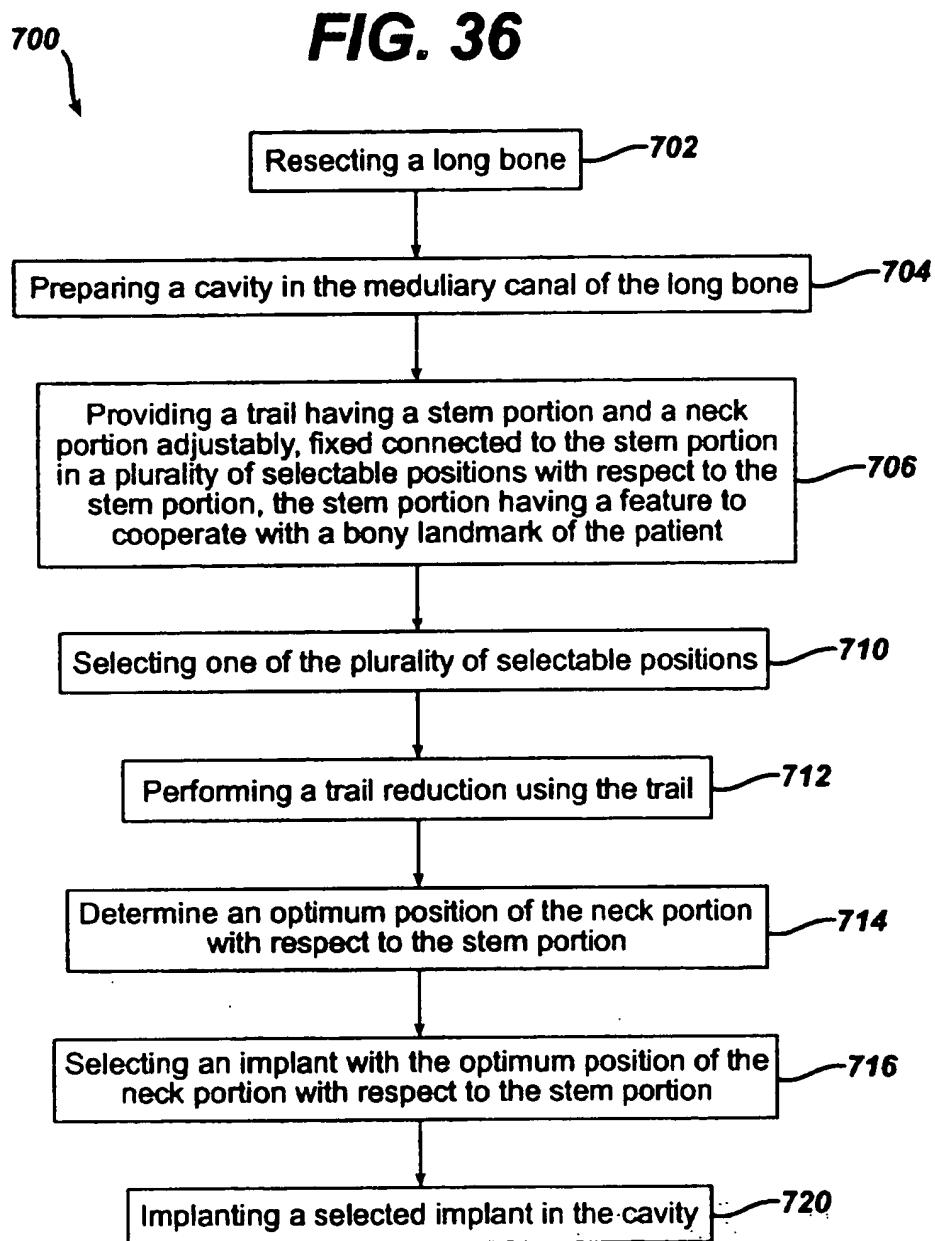 700
FIG. 36
Resecting a long bone
702
Preparing a cavity in the meduliary canal of the long bone
704
Providing a trail having a stem portion and a neck
portion adjustably, fixed connected to the stem portion
in a plurality of selectable positions with respect to the
stem portion, the stem portion having a feature to
cooperate with a bony landmark of the patient
706
Selecting one of the plurality of selectable positions
710
Performing a trail reduction using the trail
712
Determine an optimum position of the neck portion
with respect to the stem portion
714
Selecting an implant with the optimum position of the
neck portion with respect to the stem portion
716
Implanting a selected implant in the cavity
720